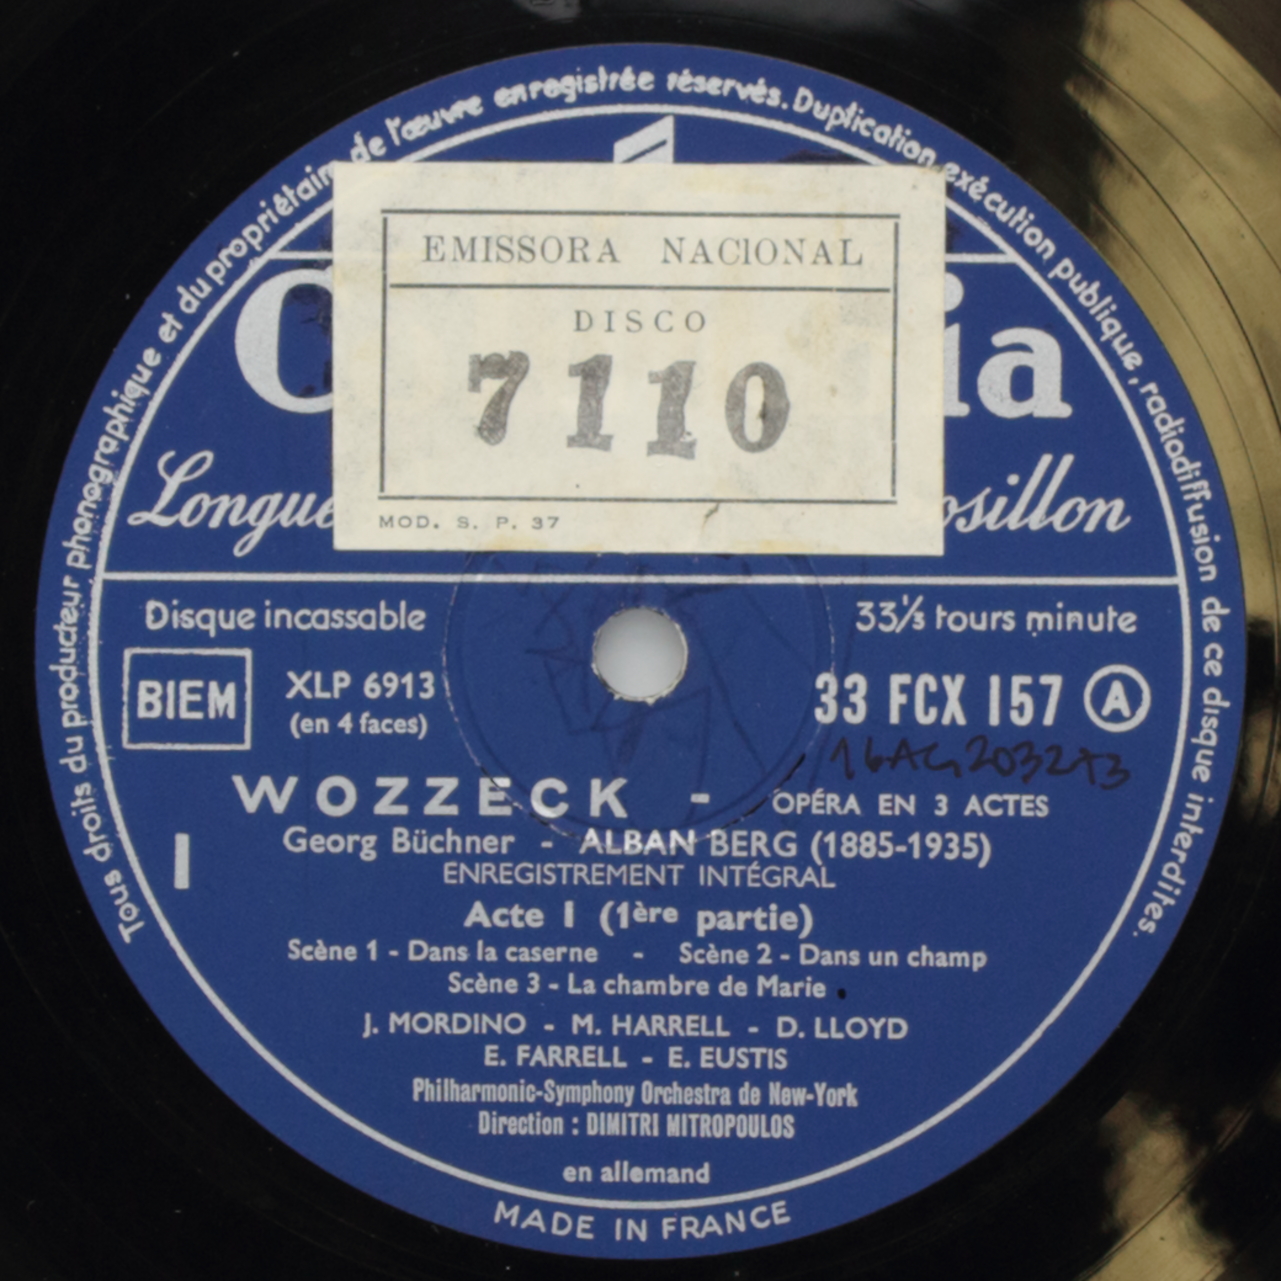 Tous droits du producteur phonographique et du propriétaire de l'œuvre enregistrée réservés. Duplication, exécution publique, radiodiffusion de ce disque interdites.
EMISSORA NACIONAL
DISCO
7110
MOD. S. P. 37
Disque incassable
33⅓ tours minute
BIEM
XLP 6913
(en 4 faces)
33 FCX 157 A
WOZZECK - OPÉRA EN 3 ACTES
I
Georg Büchner - ALBAN BERG (1885-1935)
ENREGISTREMENT INTÉGRAL
Acte I (1ère partie)
Scène 1 - Dans la caserne - Scène 2 - Dans un champ
Scène 3 - La chambre de Marie
J. MORDINO - M. HARRELL - D. LLOYD
E. FARRELL - E. EUSTIS
Philharmonic-Symphony Orchestra de New-York
Direction : DIMITRI MITROPOULOS
en allemand
MADE IN FRANCE